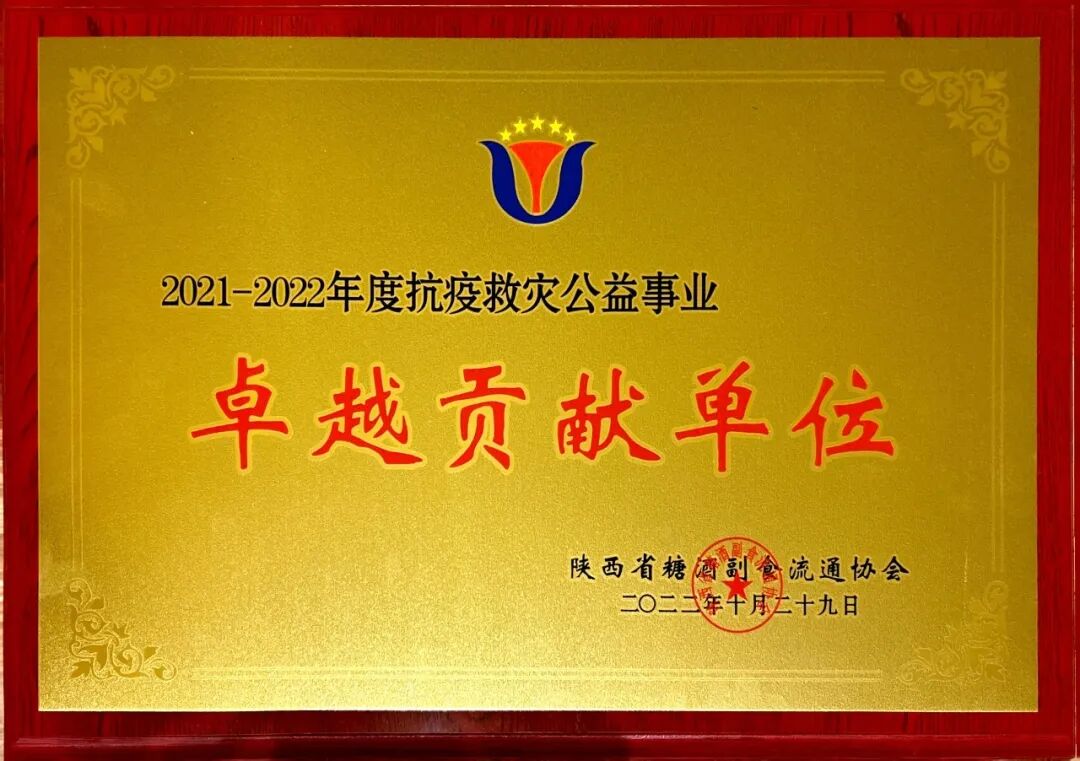 2021-2022年度抗疫救灾公益事业
卓越贡献单位
陕西省糖酒副食流通协会
二〇二二年十月二十九日